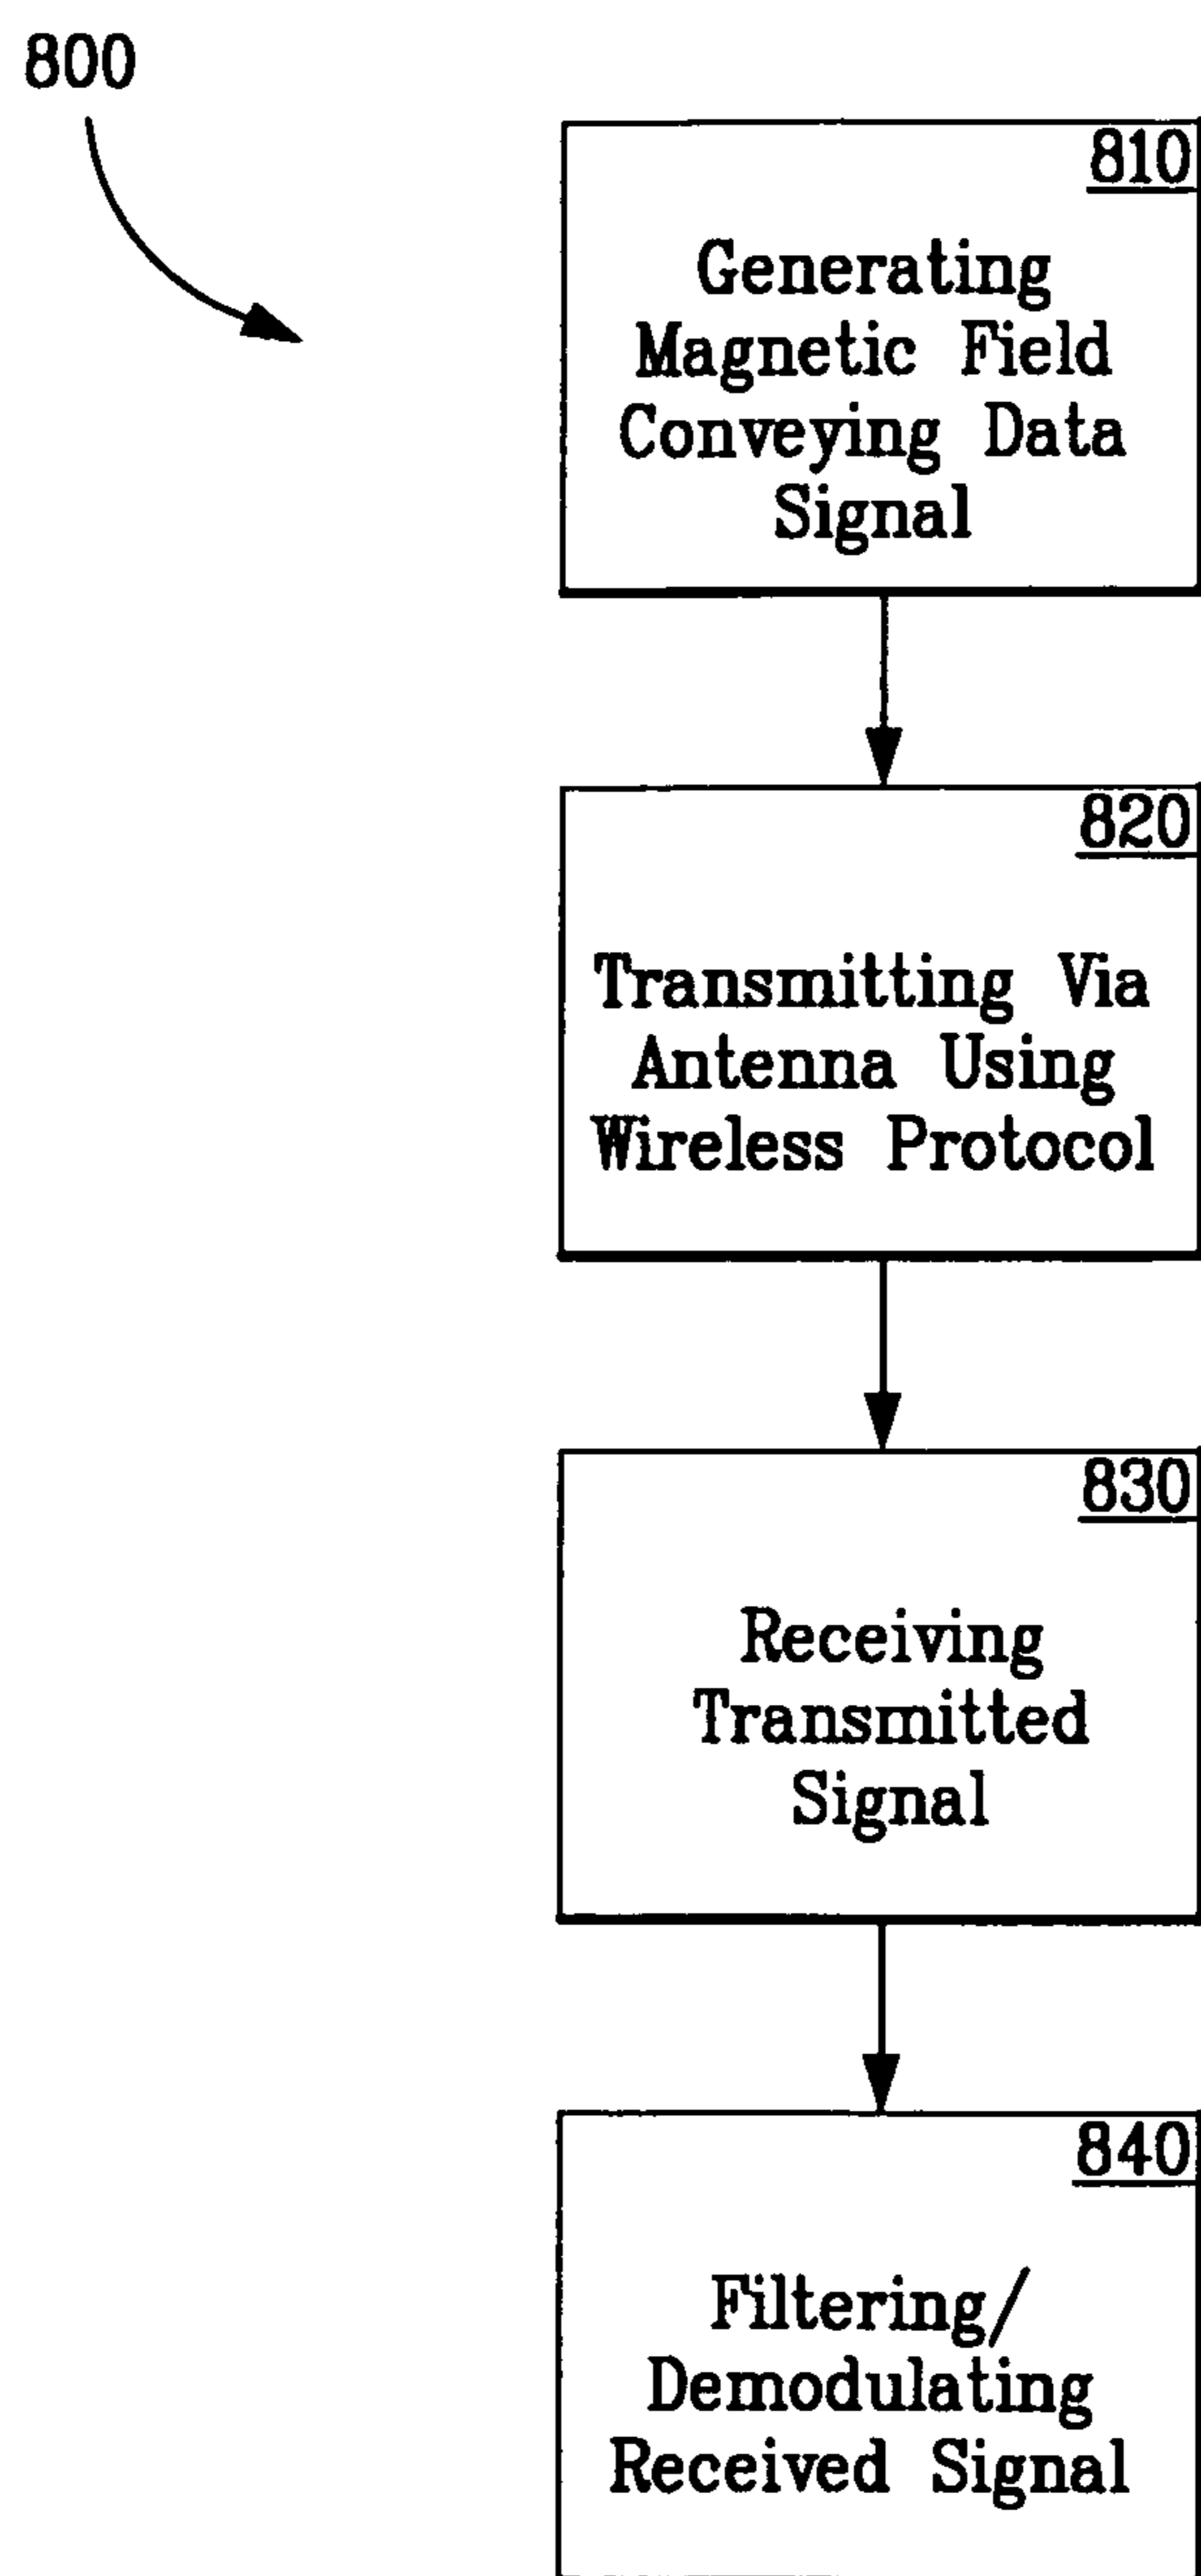 800
810
Generating
Magnetic Field
Conveying Data
Signal
820
Transmitting Via
Antenna Using
Wireless Protocol
830
Receiving
Transmitted
Signal
840
Filtering/
Demodulating
Received Signal